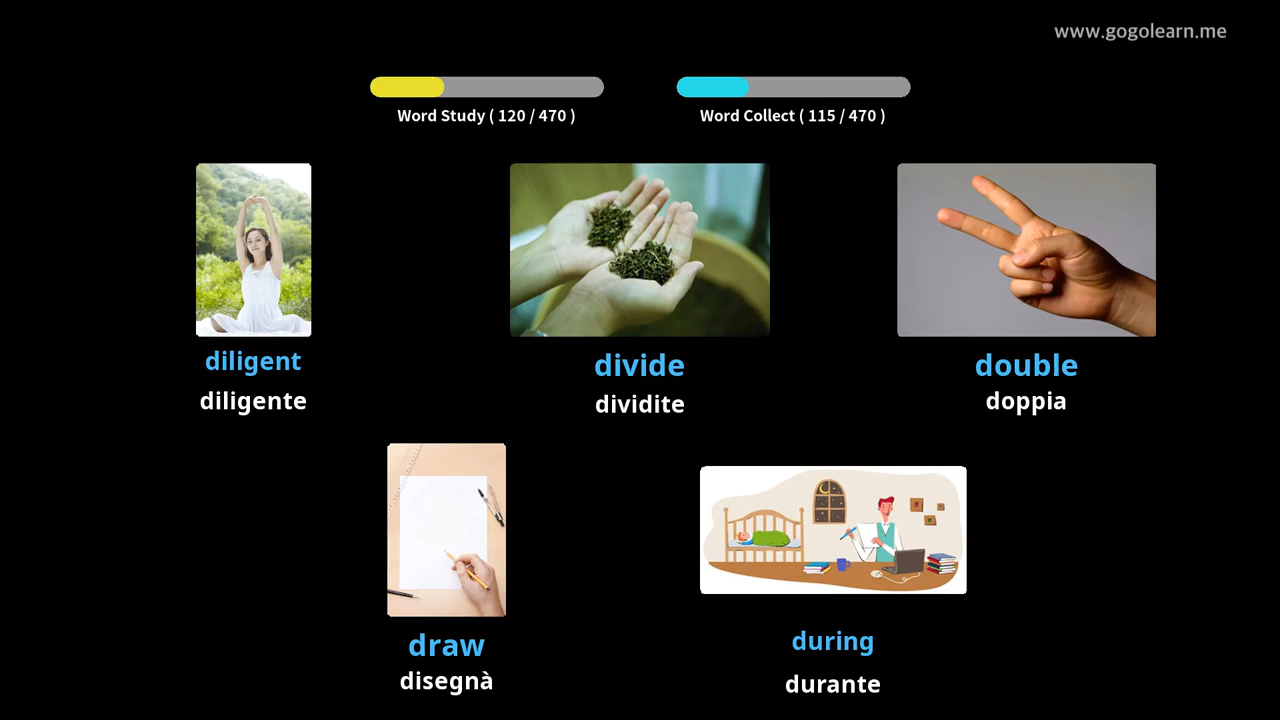 www.gogolearn.me
Word Study ( 120 / 470 )
Word Collect ( 115 / 470 )
diligent
diligente
divide
dividite
double
doppia
draw
disegnà
during
durante